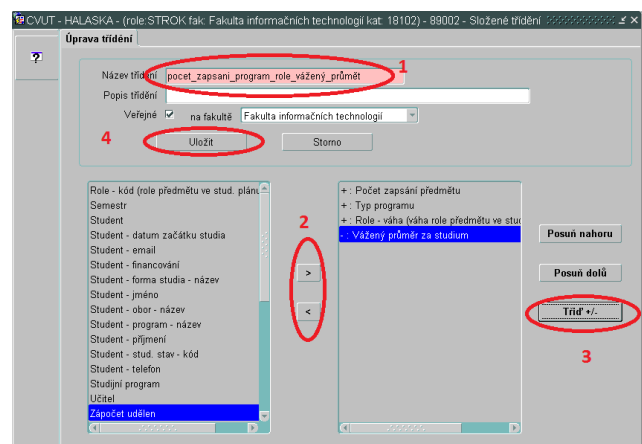 CVUT - HALASKA - (role:STROK fak: Fakulta informačních technologií kat: 18102) - 89002 - Složené třídění
Úprava třídění
?
Název třídění pocet_zapsani_program_role_vážený_průmět 1
Popis třídění
Veřejné na fakultě Fakulta informačních technologií
4 Uložit Storno
Role - kód (role předmětu ve stud. plánu
Semestr
Student
Student - datum začátku studia
Student - email
Student - financování
Student - forma studia - název
Student - jméno
Student - obor - název
Student - program - název
Student - příjmení
Student - stud. stav - kód
Student - telefon
Studijní program
Učitel
Zápočet udělen
2
>
<
+ : Počet zapsání předmětu
+ : Typ programu
+ : Role - váha (váha role předmětu ve stud
- : Vážený průměr za studium
Posuň nahoru
Posuň dolů
Třiď +/-
3